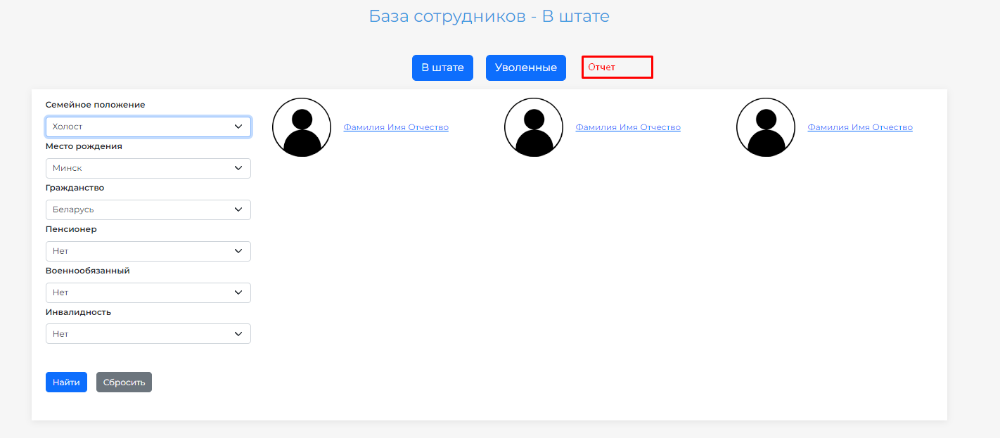 База сотрудников - В штате
В штате
Уволенные
Отчет
Семейное положение
Холост
Место рождения
Минск
Гражданство
Беларусь
Пенсионер
Нет
Военнообязанный
Нет
Инвалидность
Нет
Найти
Сбросить
Фамилия Имя Отчество
Фамилия Имя Отчество
Фамилия Имя Отчество